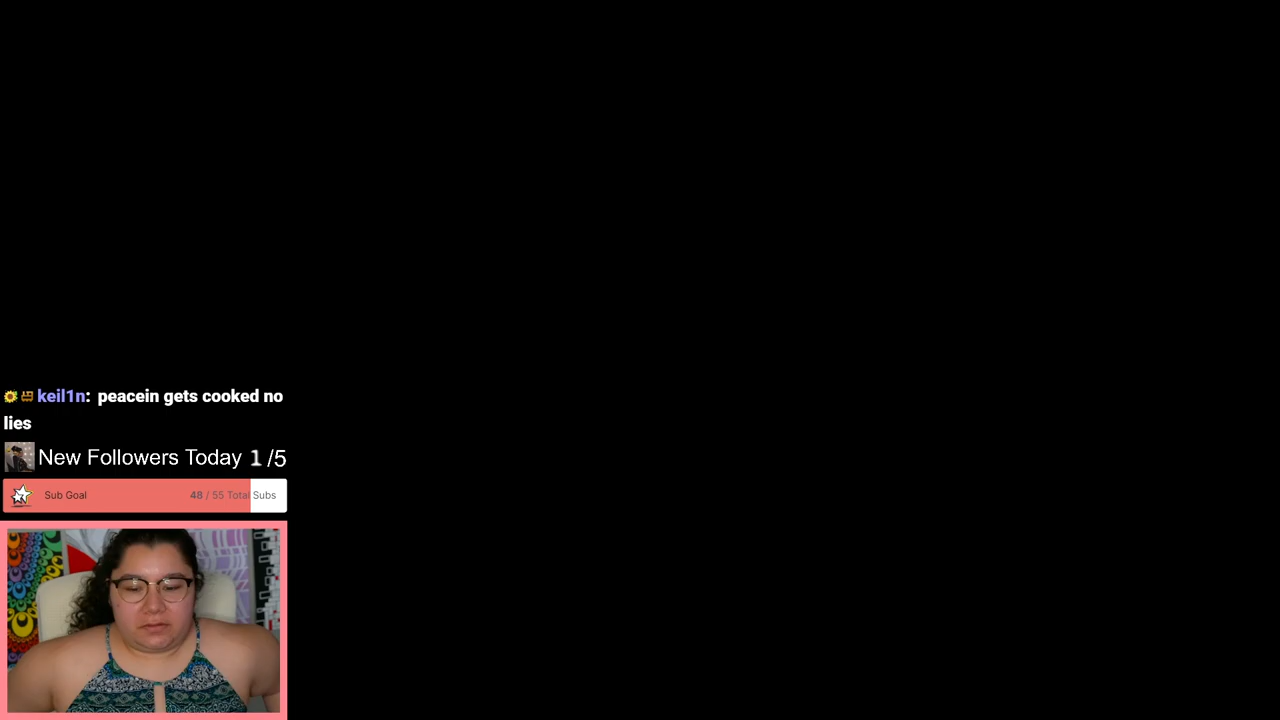 keil1n: peacein gets cooked no
lies
New Followers Today 1 /5
Sub Goal 48 / 55 Total Subs